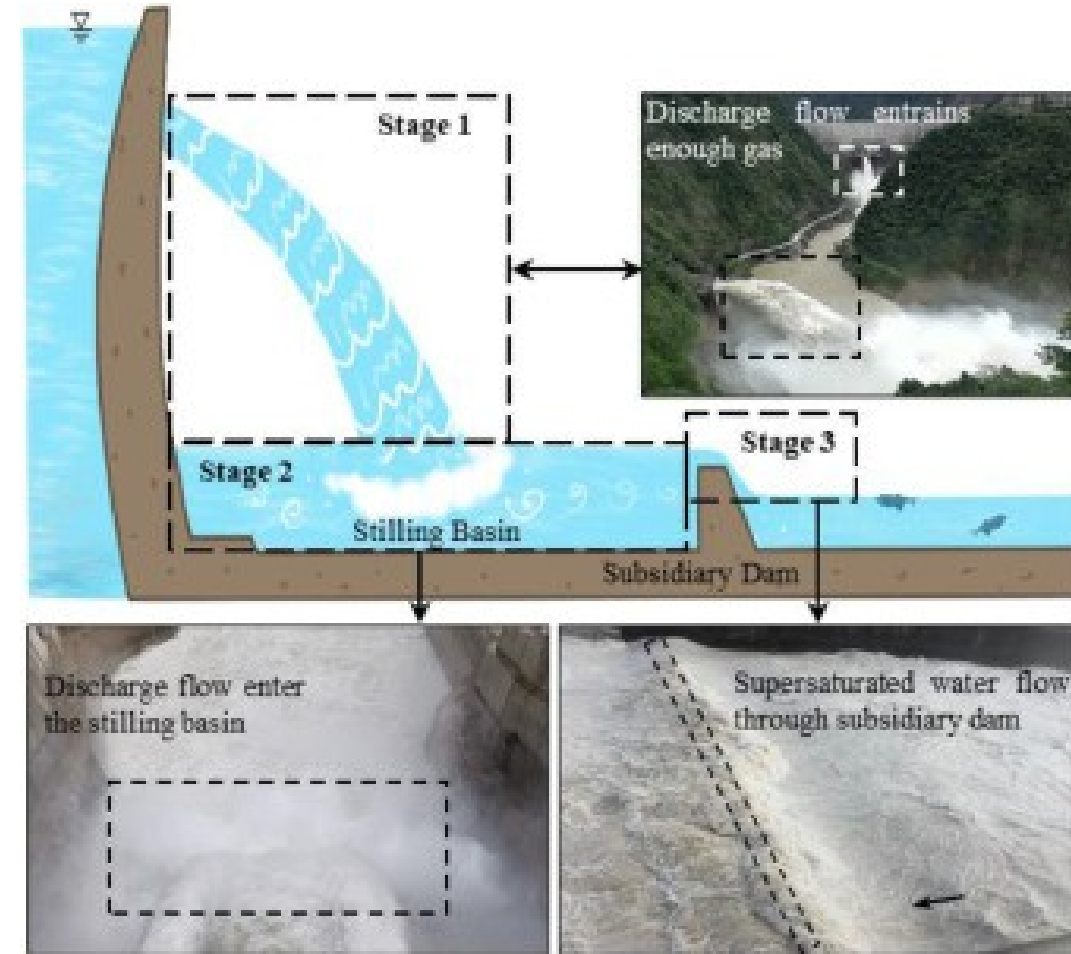 Stage 1
Discharge flow entrains
enough gas
Stage 3
Stage 2
Stilling Basin
Subsidiary Dam
Discharge flow enter
the stilling basin
Supersaturated water flow
through subsidiary dam